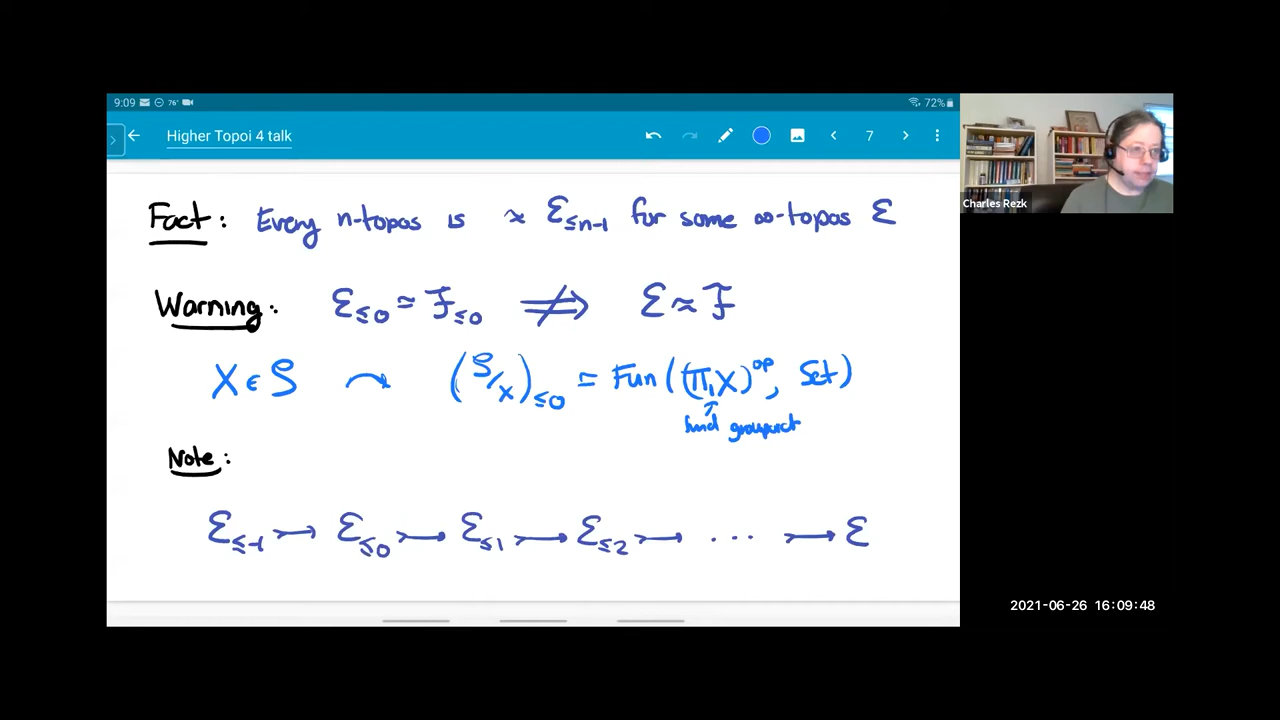 9:09 76° 72%
Higher Topoi 4 talk 7
Fact: Every n-topos is ≈ ℰ≤n-1 for some ∞-topos ℰ
Warning: ℰ≤0 ≃ ℱ≤0 ⇏ ℰ ≈ ℱ
X ∈ 𝒮 ↷ (𝒮/X)≤0 = Fun((π₁X)^op, Set)
↑
fund
Note:
ℰ≤-1 ↣ ℰ≤0 ↣ ℰ≤1 ↣ ℰ≤2 ↣ ... ↣ ℰ
Charles Rezk
2021-06-26 16:09:48